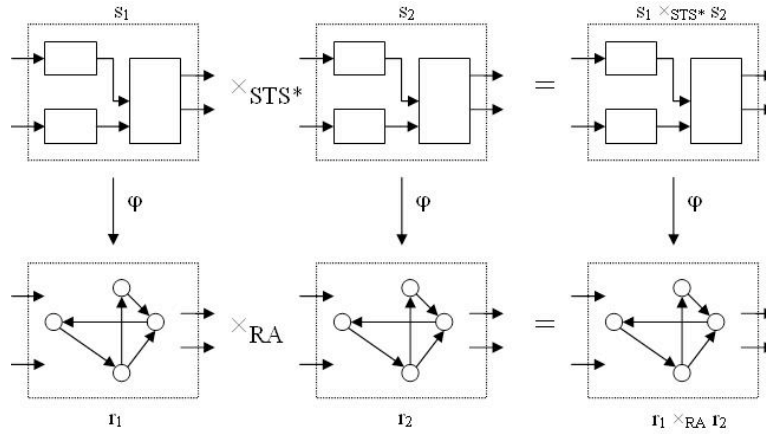 s₁ s₂ s₁ ×STS* s₂
×STS* =
φ φ φ
×RA =
r₁ r₂ r₁ ×RA r₂